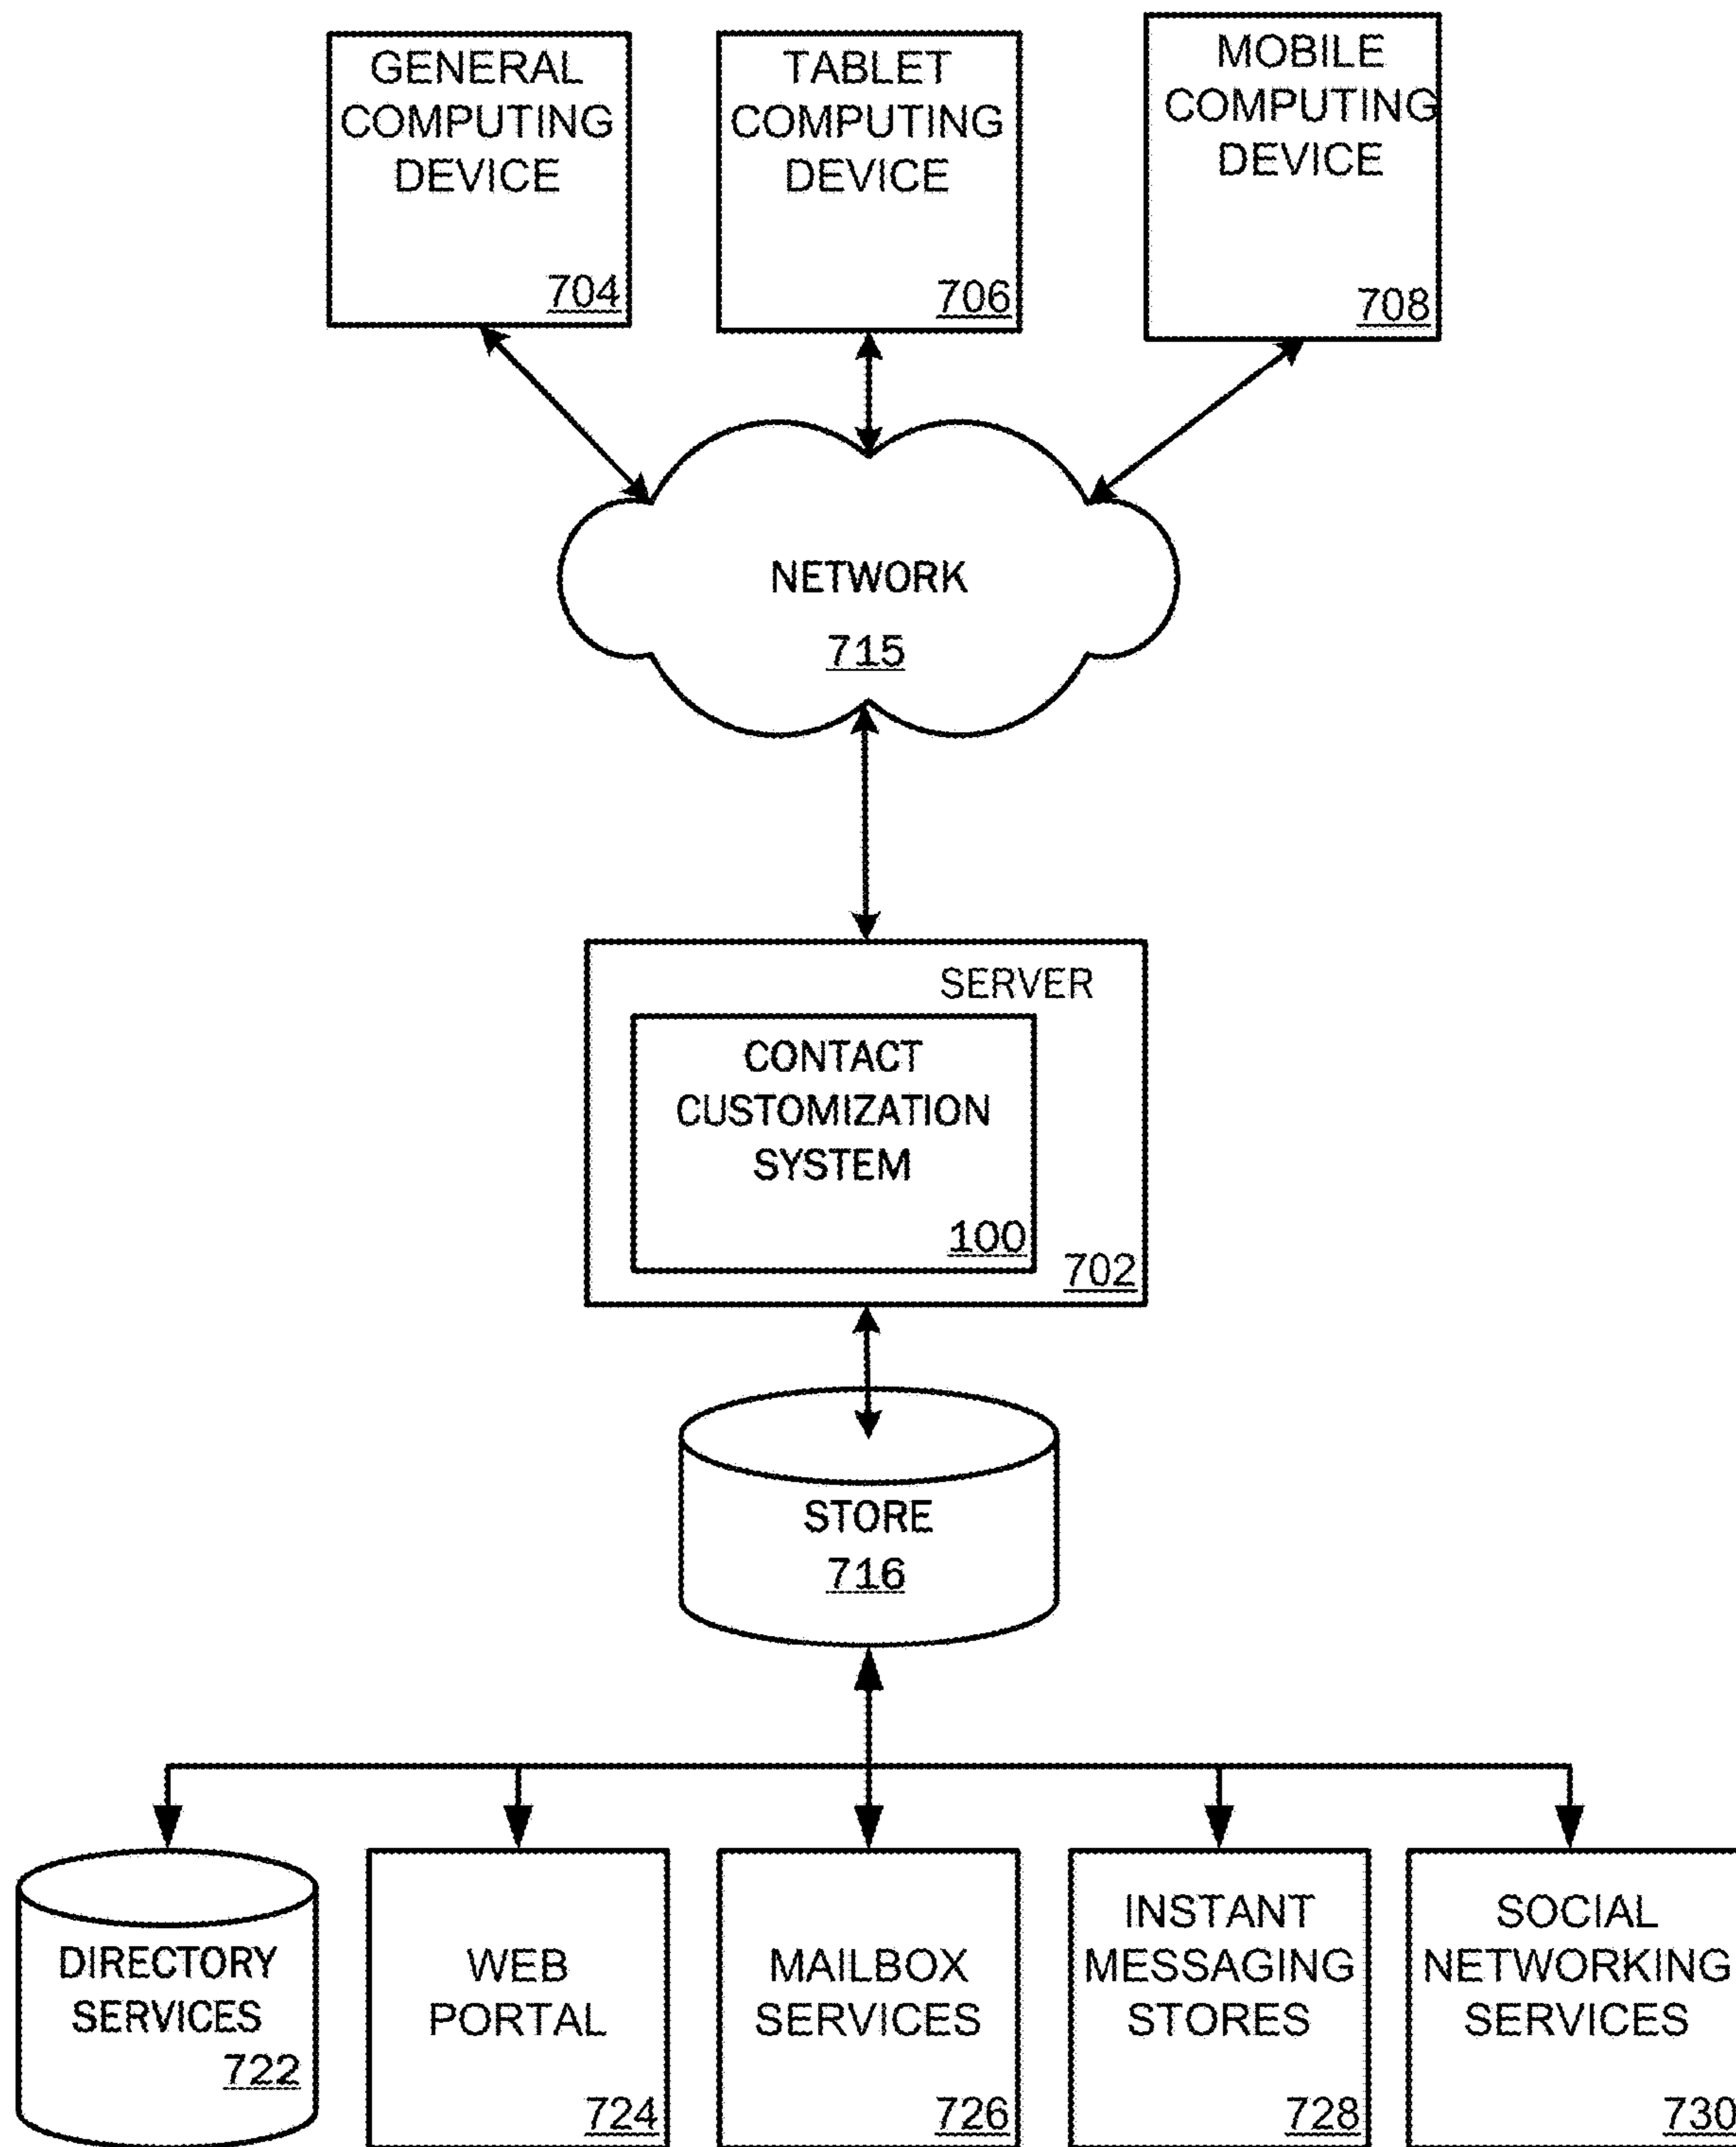 GENERAL
COMPUTING
DEVICE
704
TABLET
COMPUTING
DEVICE
706
MOBILE
COMPUTING
DEVICE
708
NETWORK
715
SERVER
CONTACT
CUSTOMIZATION
SYSTEM
100
702
STORE
716
DIRECTORY
SERVICES
722
WEB
PORTAL
724
MAILBOX
SERVICES
726
INSTANT
MESSAGING
STORES
728
SOCIAL
NETWORKING
SERVICES
730